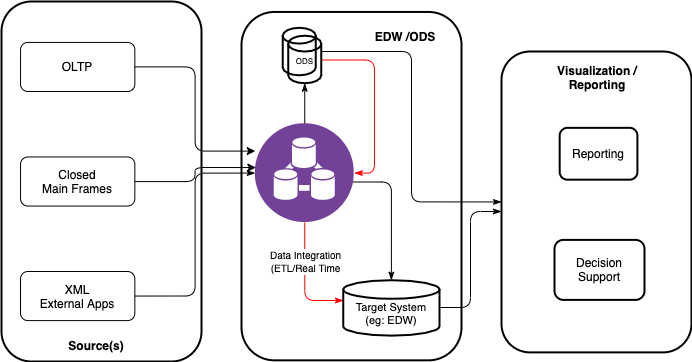 OLTP
Closed
Main Frames
XML
External Apps
Source(s)
EDW /ODS
ODS
Data Integration
(ETL/Real Time
Target System
(eg: EDW)
Visualization /
Reporting
Reporting
Decision
Support